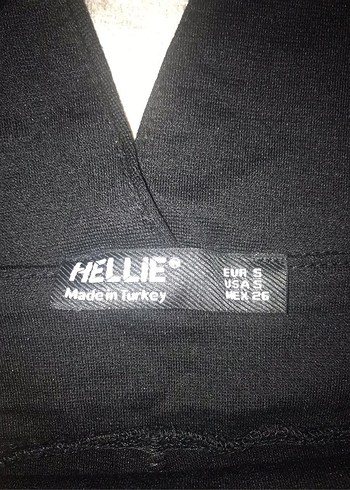 HELLIE®
Made in Turkey
EUR S
USA S
MEX 26